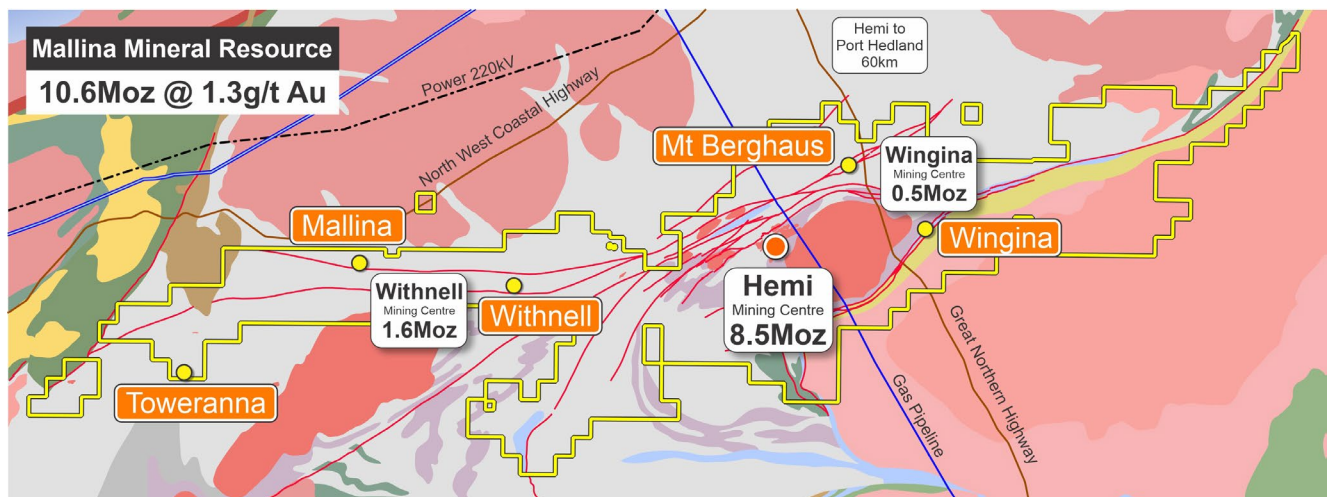 Mallina Mineral Resource
10.6Moz @ 1.3g/t Au
Power 220kV
North West Coastal Highway
Hemi to
Port Hedland
60km
Mt Berghaus
Wingina
Mining Centre
0.5Moz
Mallina
Wingina
Withnell
Mining Centre
1.6Moz
Withnell
Hemi
Mining Centre
8.5Moz
Toweranna
Gas Pipeline
Great Northern Highway